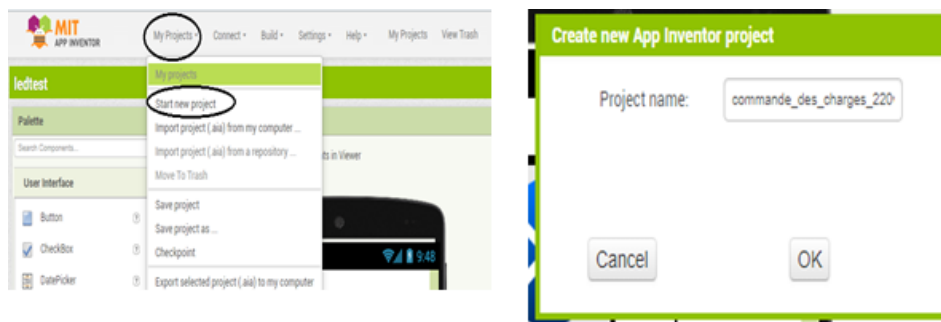 MIT
APP INVENTOR
My Projects Connect Build Settings Help My Projects View Trash
ledtest
My projects
Start new project
Palette
Import project (.aia) from my computer ...
Search Components...
Import project (.aia) from a repository ...
ts in Viewer
User Interface
Move To Trash
Save project
Button
Save project as ...
CheckBox
Checkpoint
9:48
DatePicker
Export selected project (.aia) to my computer
Create new App Inventor project
Project name:
commande_des_charges_220
Cancel
OK